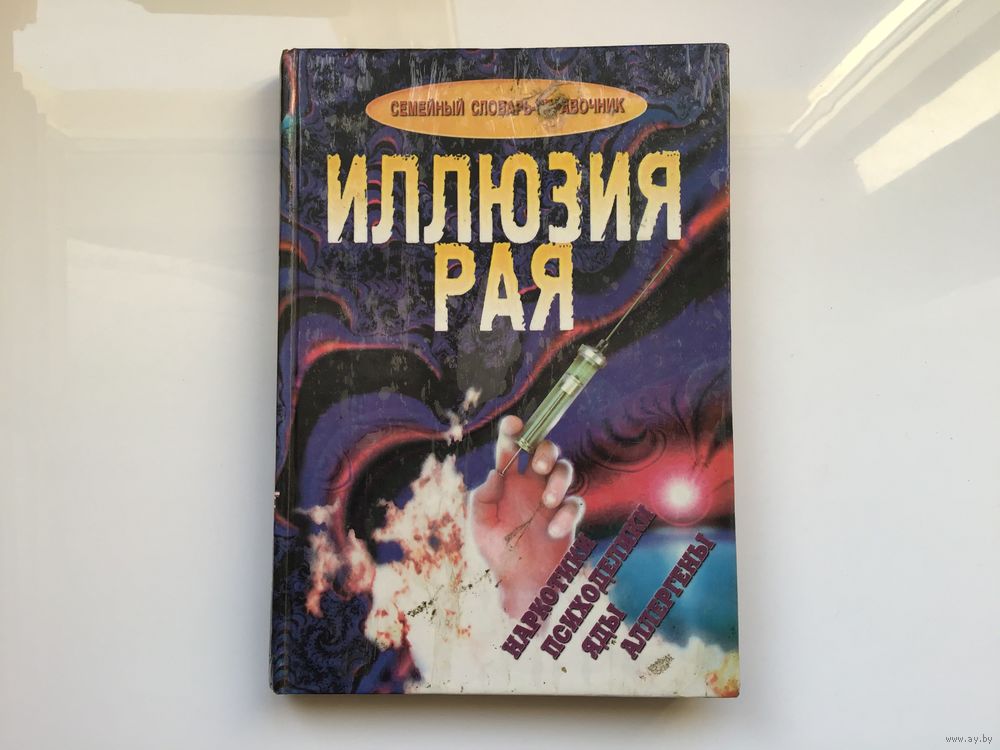 СЕМЕЙНЫЙ СЛОВАРЬ-СПРАВОЧНИК
ИЛЛЮЗИЯ
РАЯ
НАРКОТИКИ
ПСИХОДЕЛИКИ
ЯДЫ
АЛЛЕРГЕНЫ
www.ay.by